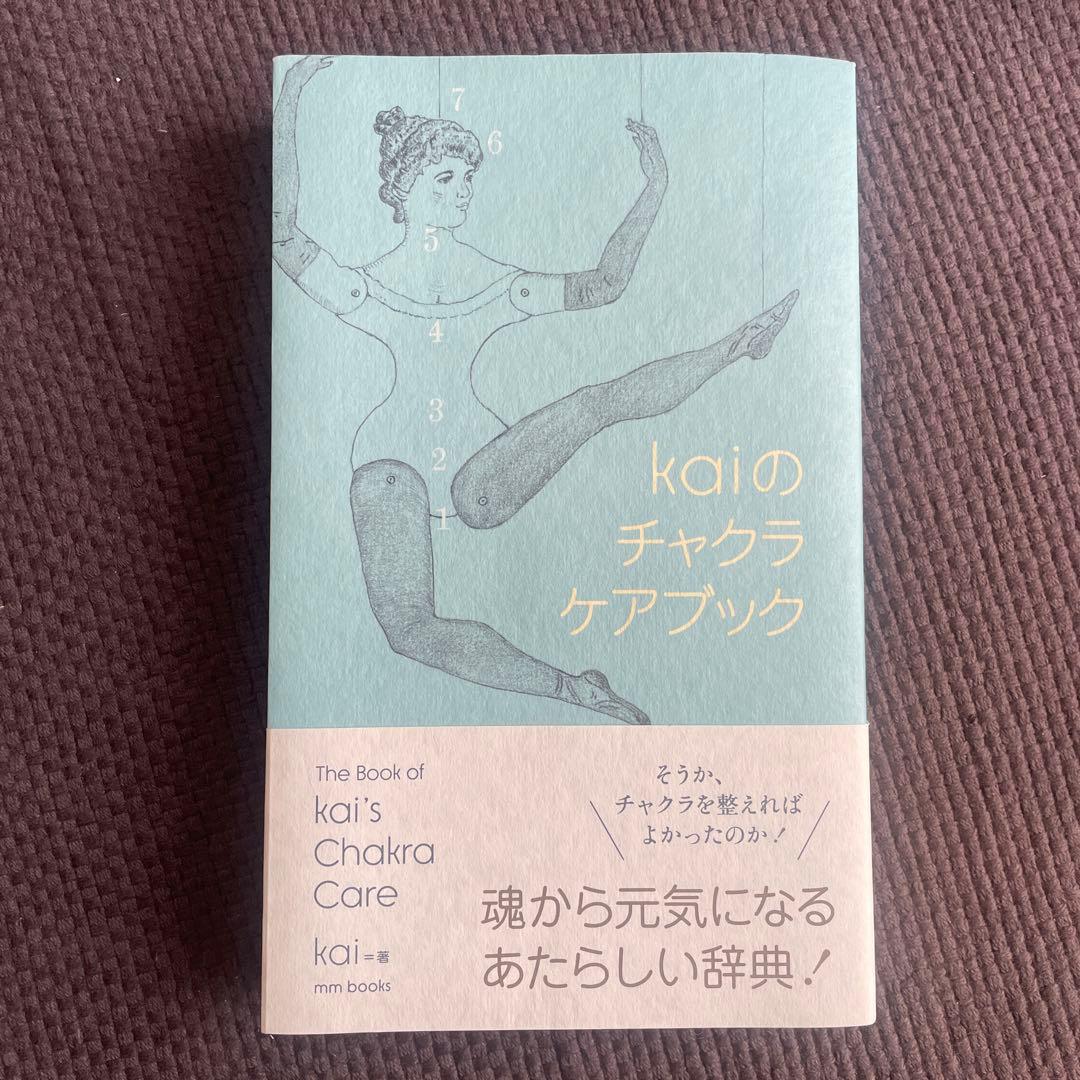 7
6
5
4
3
2
1
kaiの
チャクラ
ケアブック
The Book of
kai's
Chakra
Care
kai=著
mm books
そうか、
チャクラを整えれば
よかったのか!
魂から元気になる
あたらしい辞典!